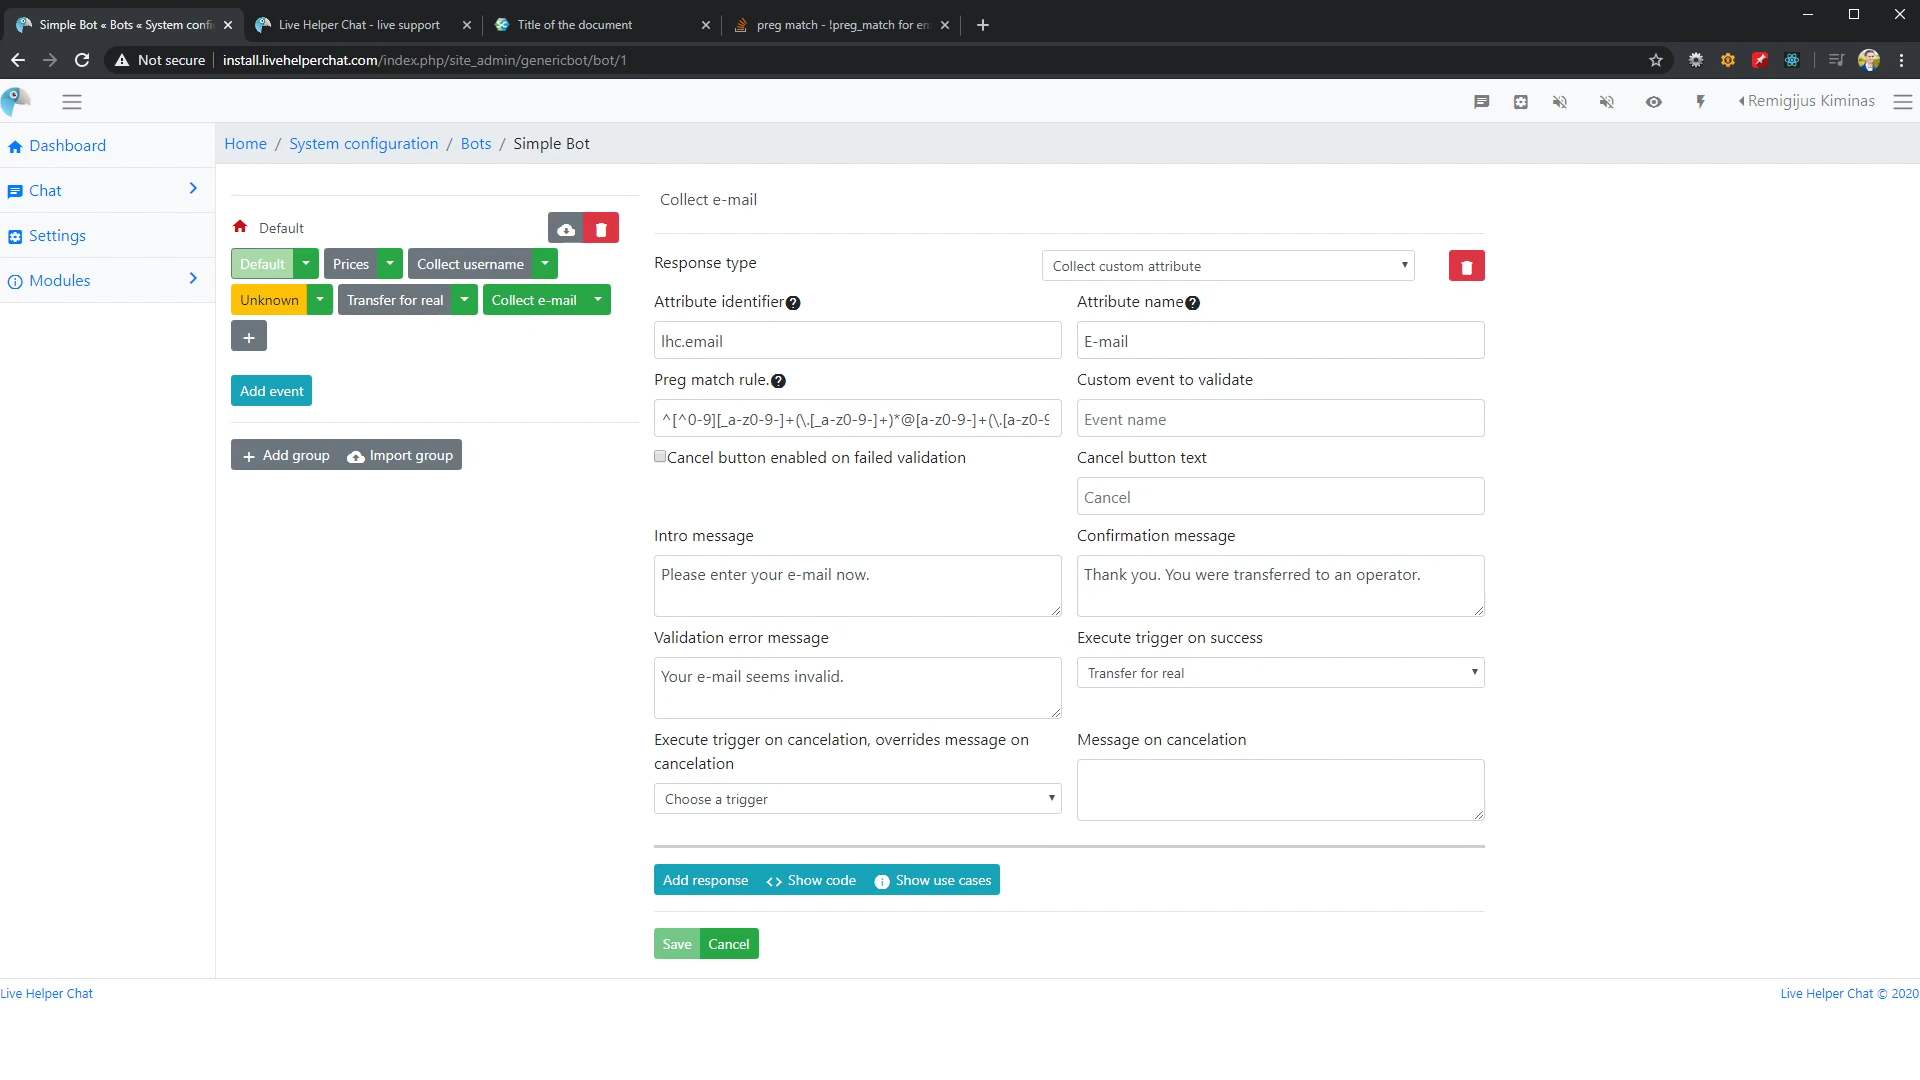 Simple Bot « Bots « System confi
Live Helper Chat - live support
Title of the document
preg match - !preg_match for em
Not secure
install.livehelperchat.com/index.php/site_admin/genericbot/bot/1
Remigijus Kiminas
Dashboard
Chat
Settings
Modules
Home / System configuration / Bots / Simple Bot
Default
Default
Prices
Collect username
Unknown
Transfer for real
Collect e-mail
+
Add event
+ Add group
Import group
Collect e-mail
Response type
Collect custom attribute
Attribute identifier
Attribute name
lhc.email
E-mail
Preg match rule.
Custom event to validate
^[^0-9][_a-z0-9-]+(\.[_a-z0-9-]+)*@[a-z0-9-]+(\.[a-z0-9
Event name
Cancel button enabled on failed validation
Cancel button text
Cancel
Intro message
Confirmation message
Please enter your e-mail now.
Thank you. You were transferred to an operator.
Validation error message
Execute trigger on success
Your e-mail seems invalid.
Transfer for real
Execute trigger on cancelation, overrides message on
cancelation
Message on cancelation
Choose a trigger
Add response
<> Show code
Show use cases
Save
Cancel
Live Helper Chat
Live Helper Chat © 2020